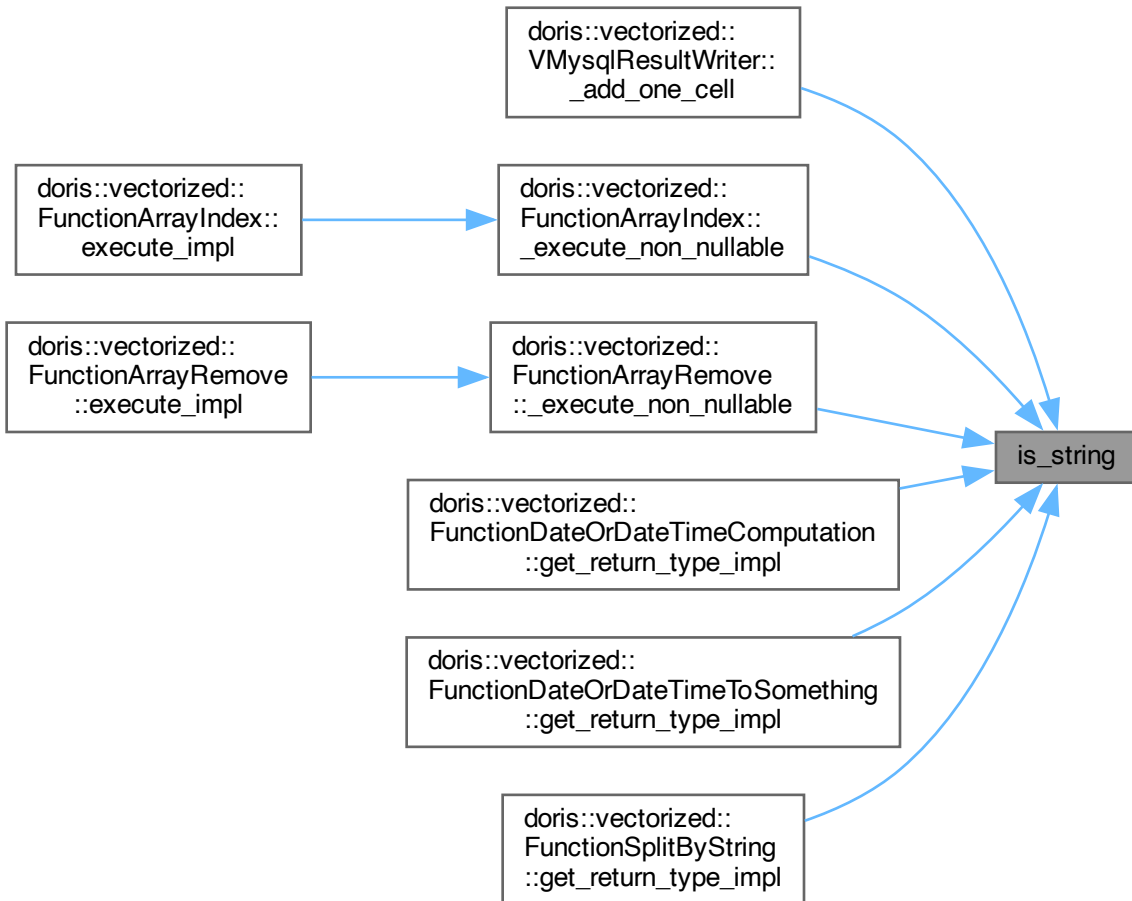 doris::vectorized::
VMysqlResultWriter::
_add_one_cell
doris::vectorized::
FunctionArrayIndex::
execute_impl
doris::vectorized::
FunctionArrayIndex::
_execute_non_nullable
doris::vectorized::
FunctionArrayRemove
::execute_impl
doris::vectorized::
FunctionArrayRemove
::_execute_non_nullable
is_string
doris::vectorized::
FunctionDateOrDateTimeComputation
::get_return_type_impl
doris::vectorized::
FunctionDateOrDateTimeToSomething
::get_return_type_impl
doris::vectorized::
FunctionSplitByString
::get_return_type_impl